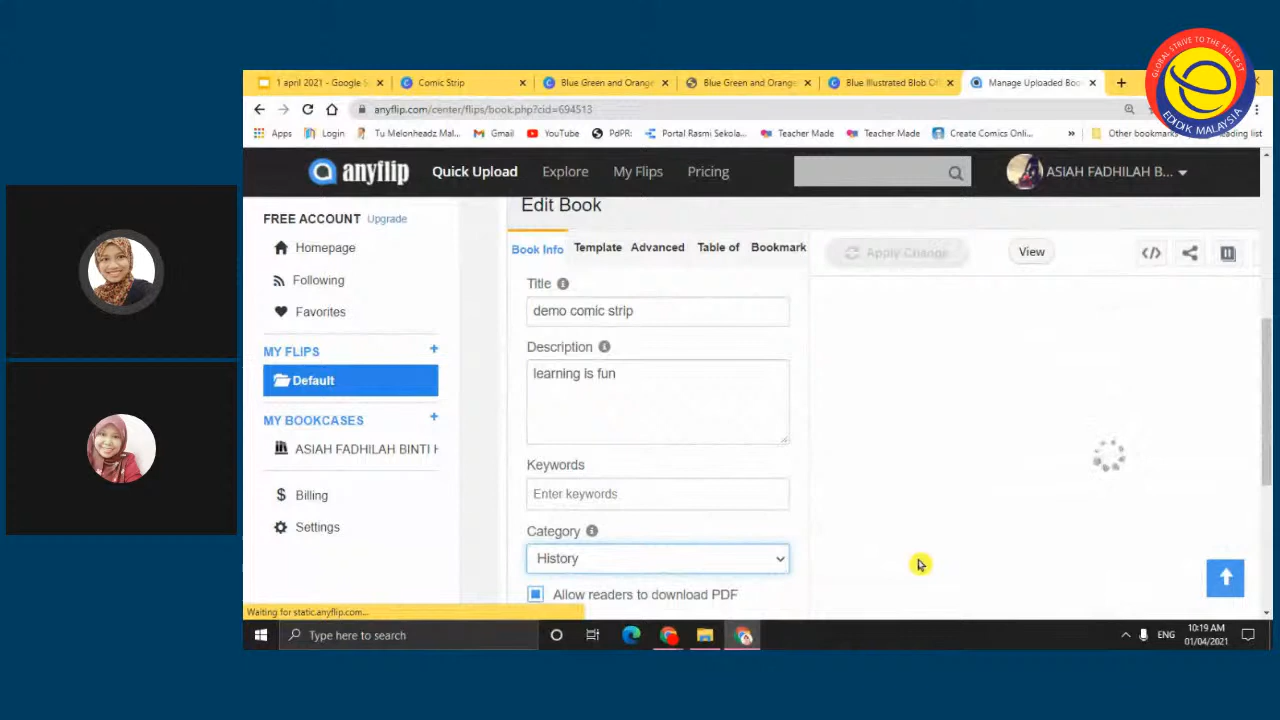 GLOBAL STRIVE TO THE FULLEST
EDIDIK MALAYSIA
1 april 2021 - Google S
Comic Strip
Blue Green and Orange
Blue Green and Orange
Blue Illustrated Blob Of
Manage Uploaded Boo
anyflip.com/center/flips/book.php?cid=694513
Apps
Login
Tu Melonheadz Mal...
Gmail
YouTube
PdPR:
Portal Rasmi Sekola...
Teacher Made
Teacher Made
Create Comics Onli...
»
Other bookmarks
anyflip
Quick Upload
Explore
My Flips
Pricing
ASIAH FADHILAH B...
FREE ACCOUNT Upgrade
Homepage
Following
Favorites
MY FLIPS +
Default
MY BOOKCASES +
ASIAH FADHILAH BINTI
$ Billing
Settings
Edit Book
Book Info
Template
Advanced
Table of
Bookmark
Apply Change
View
Title
demo comic strip
Description
learning is fun
Keywords
Enter keywords
Category
History
Allow readers to download PDF
Waiting for static.anyflip.com...
Type here to search
ENG
10:19 AM
01/04/2021